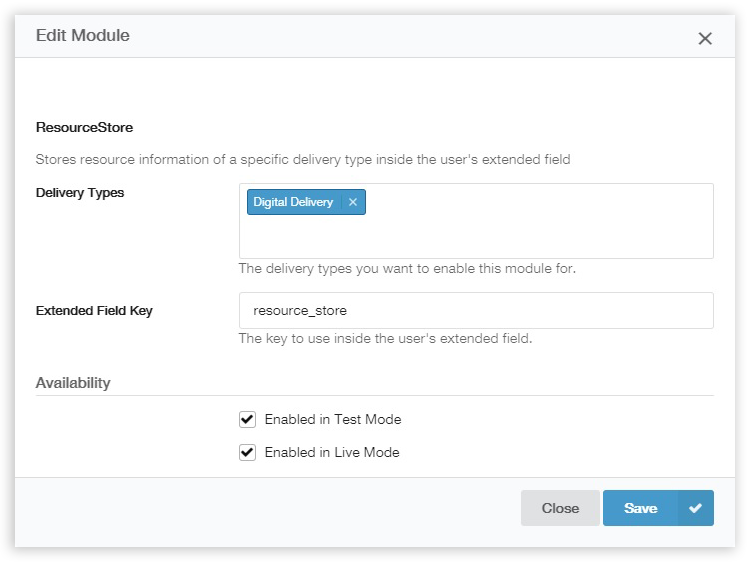 Edit Module
ResourceStore
Stores resource information of a specific delivery type inside the user's extended field
Delivery Types
Digital Delivery
The delivery types you want to enable this module for.
Extended Field Key
resource_store
The key to use inside the user's extended field.
Availability
Enabled in Test Mode
Enabled in Live Mode
Close Save